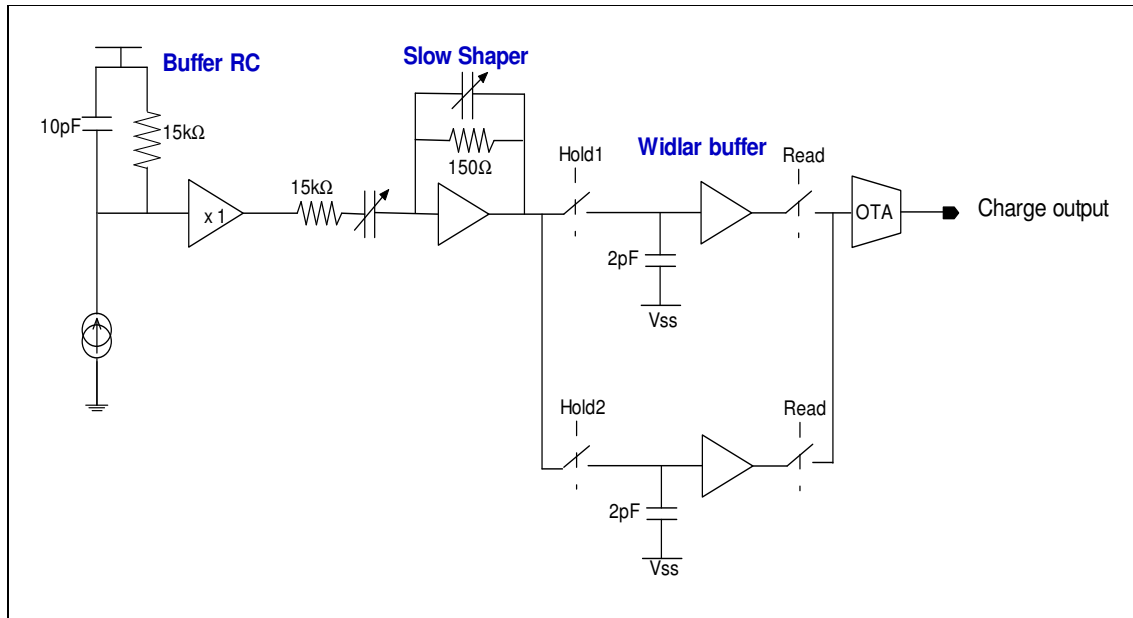 Buffer RC
Slow Shaper
10pF
15kΩ
150Ω
15kΩ
x 1
Hold1
Widlar buffer
Read
OTA
Charge output
2pF
Vss
Hold2
Read
2pF
Vss